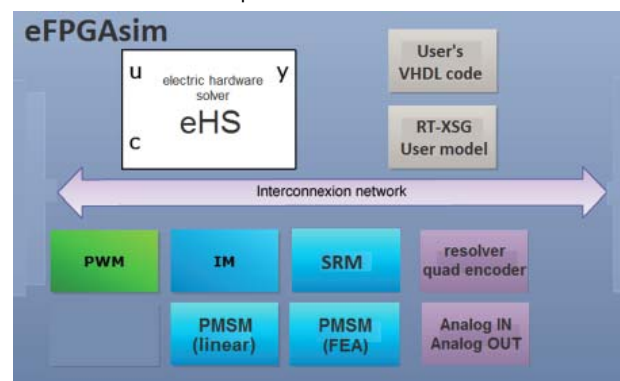 eFPGAsim
u
electric hardware
solver
y
eHS
c
User's
VHDL code
RT-XSG
User model
Interconnexion network
PWM
IM
SRM
resolver
quad encoder
PMSM
(linear)
PMSM
(FEA)
Analog IN
Analog OUT